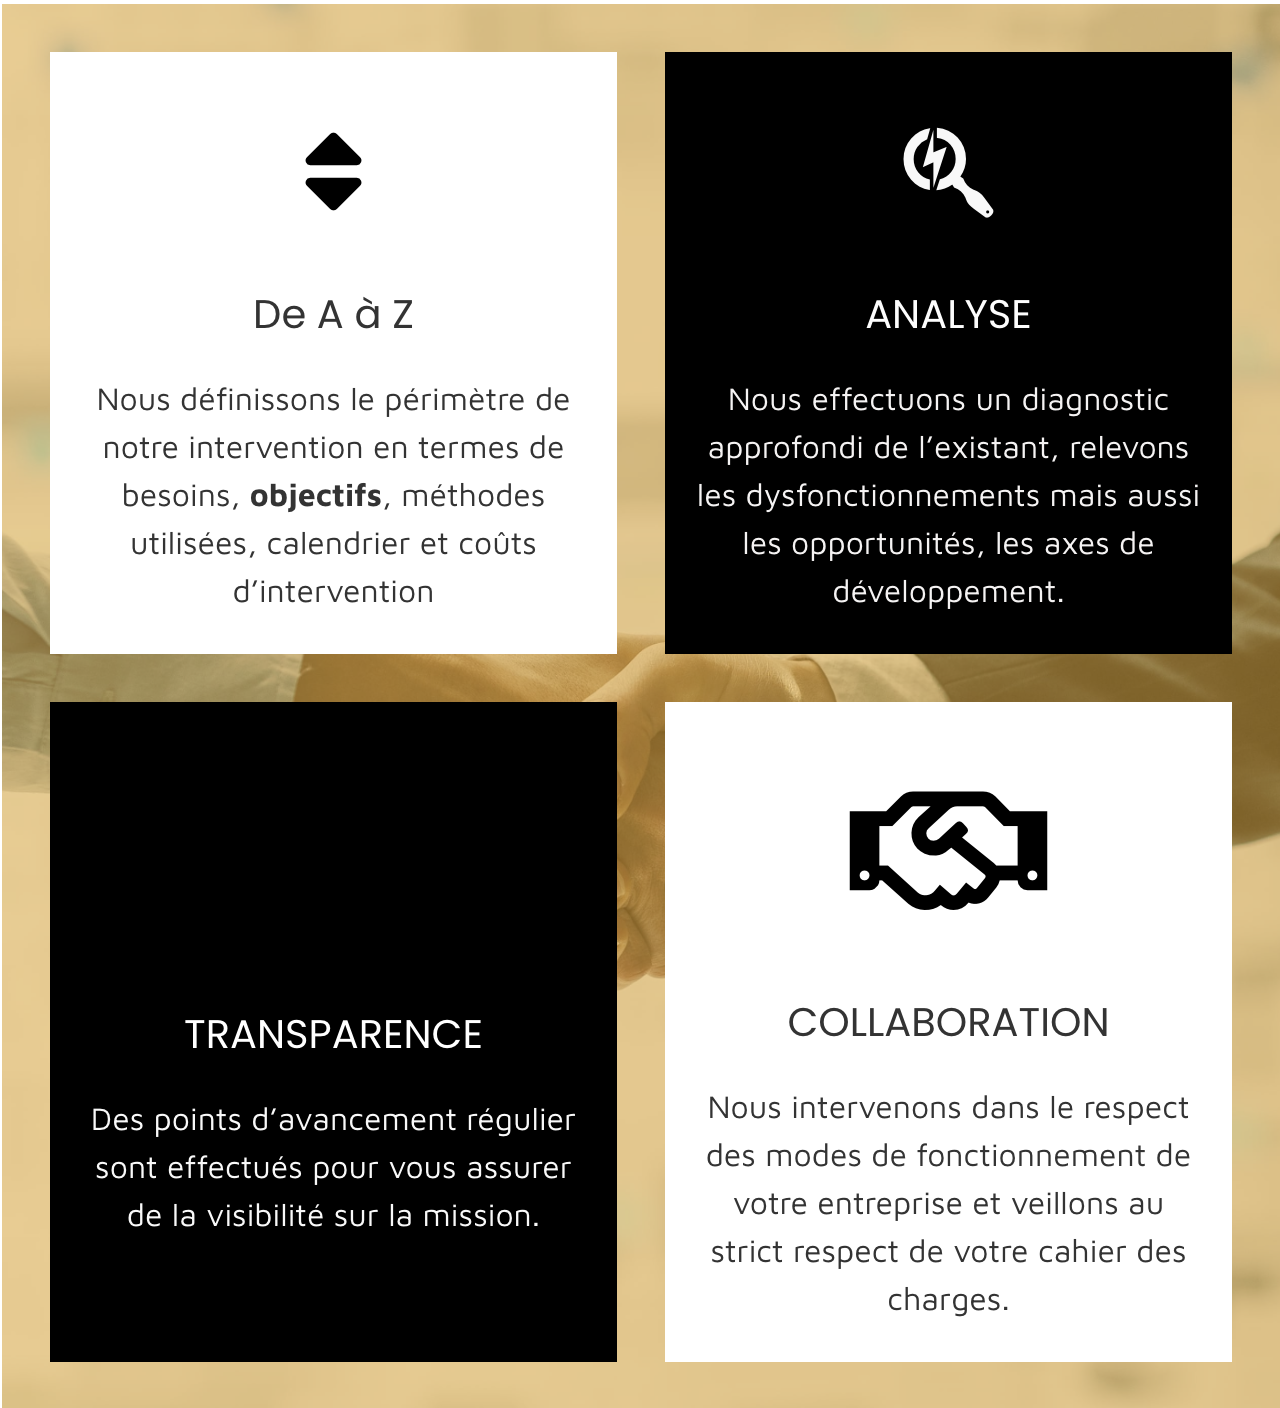 De A à Z
Nous définissons le périmètre de
notre intervention en termes de
besoins, objectifs, méthodes
utilisées, calendrier et coûts
d’intervention
ANALYSE
Nous effectuons un diagnostic
approfondi de l’existant, relevons
les dysfonctionnements mais aussi
les opportunités, les axes de
développement.
TRANSPARENCE
Des points d’avancement régulier
sont effectués pour vous assurer
de la visibilité sur la mission.
COLLABORATION
Nous intervenons dans le respect
des modes de fonctionnement de
votre entreprise et veillons au
strict respect de votre cahier des
charges.